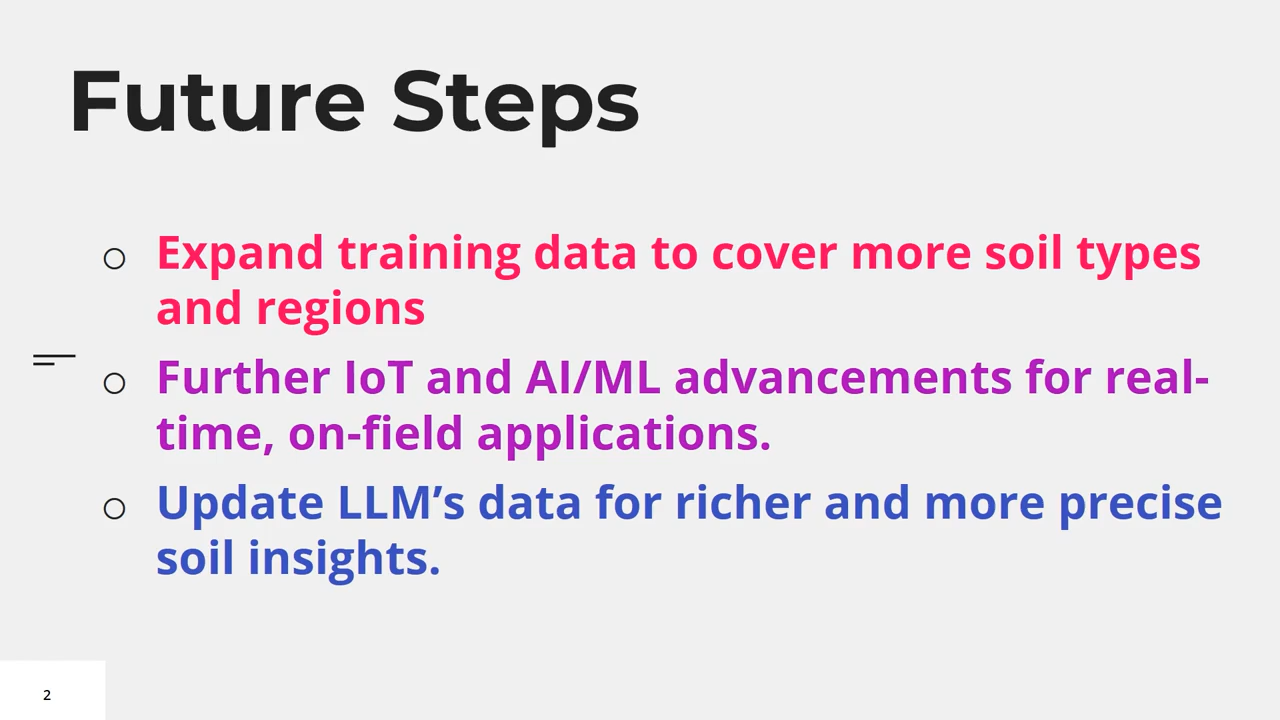 Future Steps
Expand training data to cover more soil types
and regions
Further IoT and AI/ML advancements for real-
time, on-field applications.
Update LLM’s data for richer and more precise
soil insights.
2